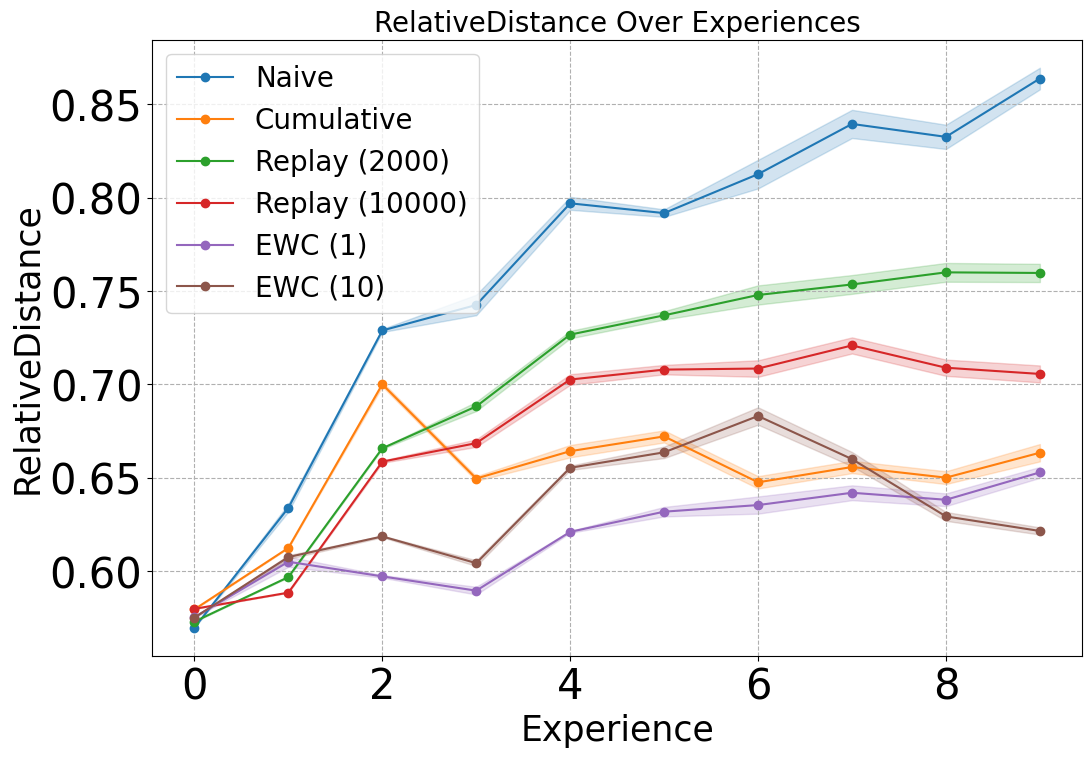 RelativeDistance Over Experiences
Naive
Cumulative
Replay (2000)
Replay (10000)
EWC (1)
EWC (10)
RelativeDistance
0.85
0.80
0.75
0.70
0.65
0.60
0 2 4 6 8
Experience